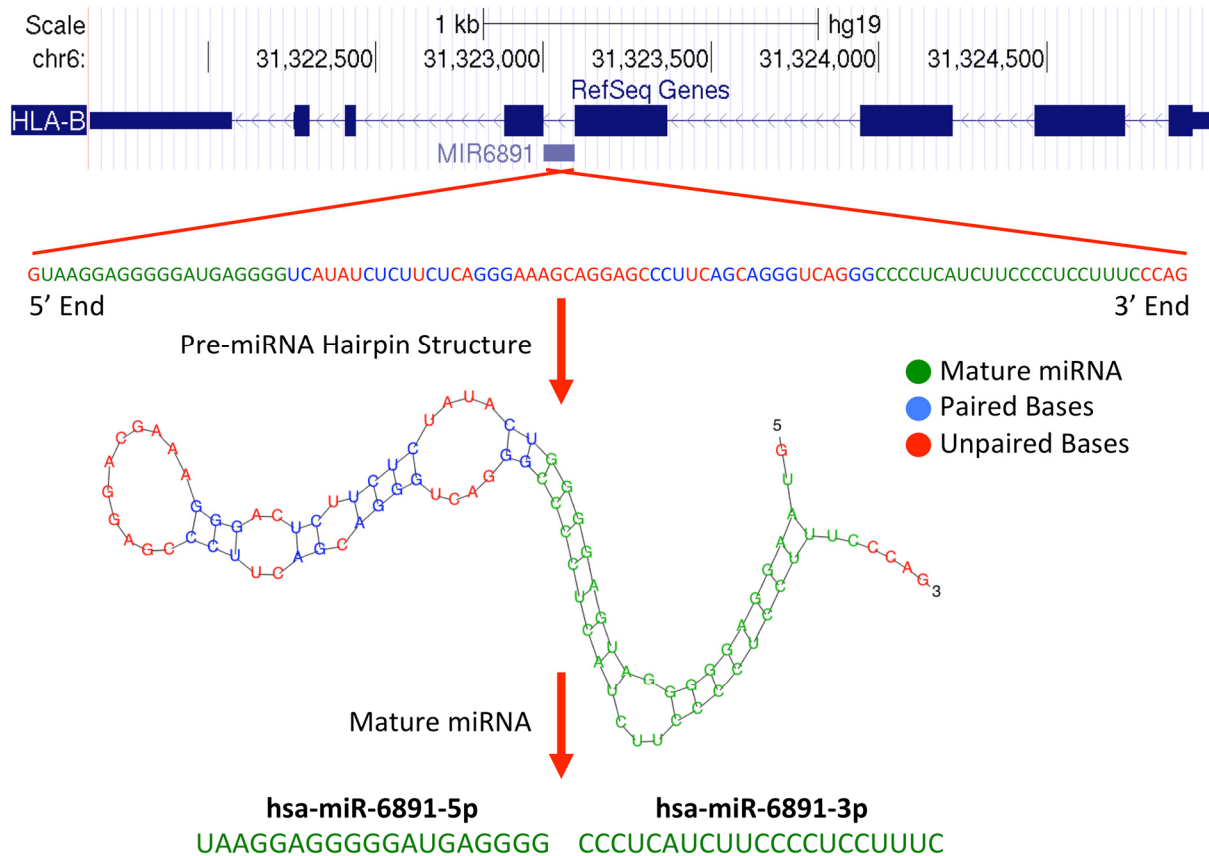 Scale 1 kb hg19
chr6: 31,322,500 31,323,000 31,323,500 31,324,000 31,324,500
RefSeq Genes
HLA-B
MIR6891
GUAAGGAGGGGGAUGAGGGGUCAUAUCUCUUCUCAGGGAAAGCAGGAGCCCUUCAGCAGGGUCAGGGCCCCUCAUCUUCCCCUCCUUUCCCAG
5’ End 3’ End
Pre-miRNA Hairpin Structure
Mature miRNA
Paired Bases
Unpaired Bases
5
G
U
A
A
G
G
A
G
G
G
G
G
A
U
G
A
G
G
G
G
U
C
A
U
A
U
C
U
C
U
U
C
U
C
A
G
G
G
A
A
A
G
C
A
G
G
A
G
C
C
C
U
U
C
A
G
C
A
G
G
G
U
C
A
G
G
G
C
C
C
C
U
C
A
U
C
U
U
C
C
C
C
U
C
C
U
U
U
C
C
C
A
G
3
Mature miRNA
hsa-miR-6891-5p hsa-miR-6891-3p
UAAGGAGGGGGAUGAGGGG CCCUCAUCUUCCCCUCCUUUC